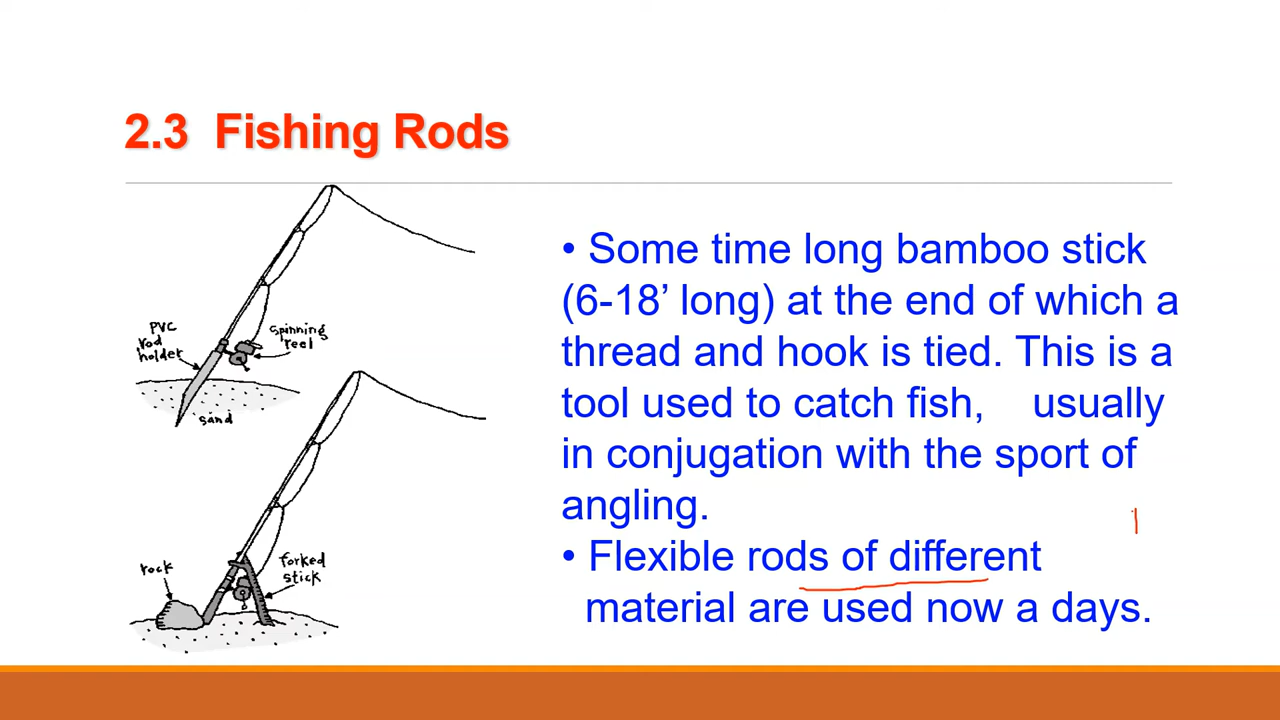 2.3 Fishing Rods
PVC
rod
holder
spinning
reel
sand
rock
forked
stick
• Some time long bamboo stick
(6-18’ long) at the end of which a
thread and hook is tied. This is a
tool used to catch fish, usually
in conjugation with the sport of
angling.
• Flexible rods of different
material are used now a days.